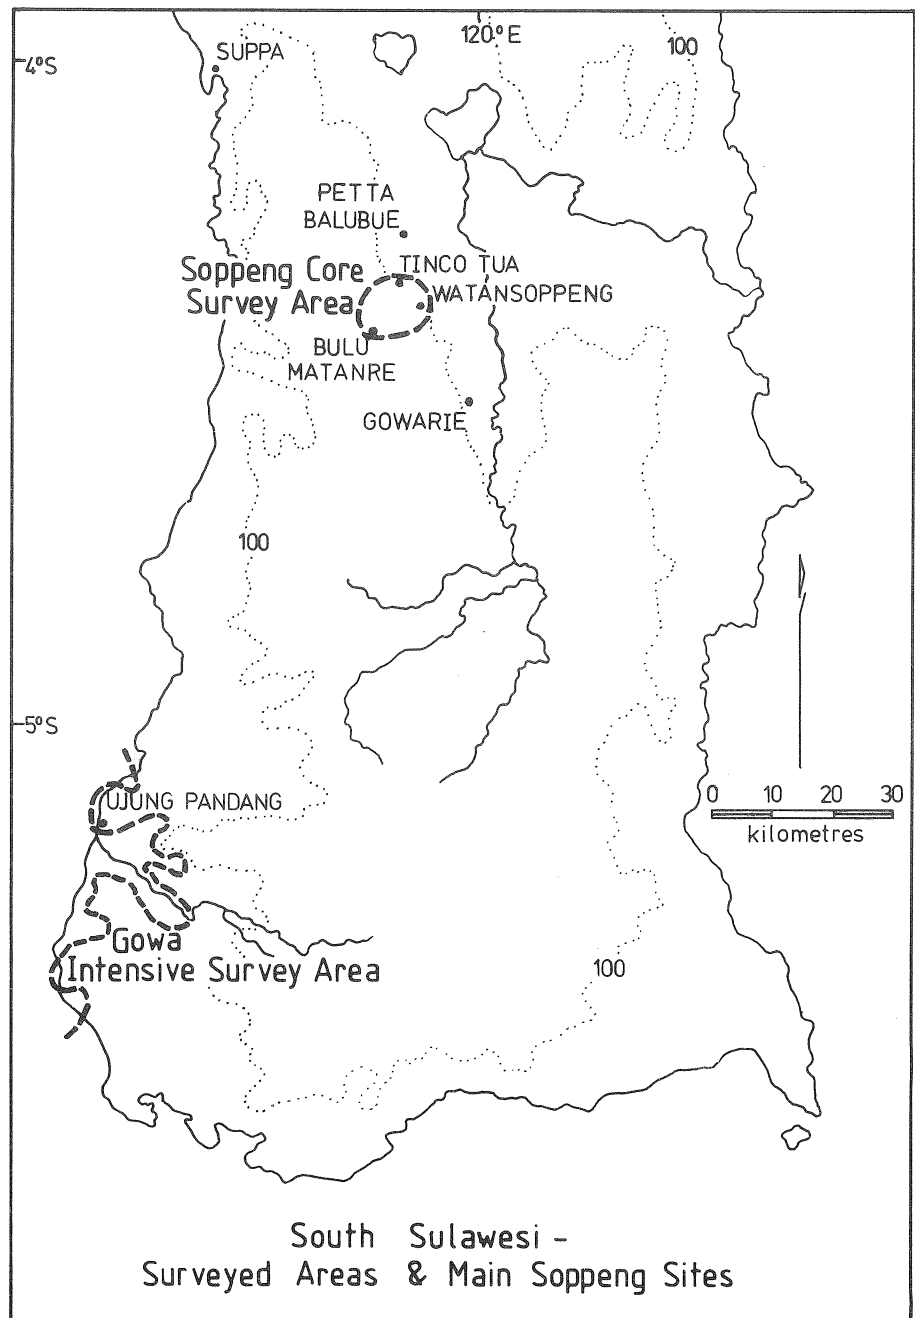 120°E
100
SUPPA
4°S
PETTA
BALUBUE
TINCO TUA
Soppeng Core
Survey Area
WATANSOPPENG
BULU
MATANRE
GOWARIE
100
5°S
0 10 20 30
kilometres
UJUNG PANDANG
Gowa
Intensive Survey Area
100
South Sulawesi -
Surveyed Areas & Main Soppeng Sites